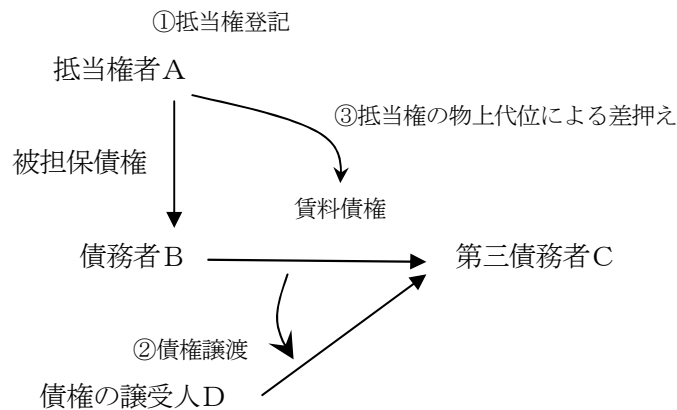 ①抵当権登記
抵当権者A
③抵当権の物上代位による差押え
被担保債権
賃料債権
債務者B
第三債務者C
②債権譲渡
債権の譲受人D